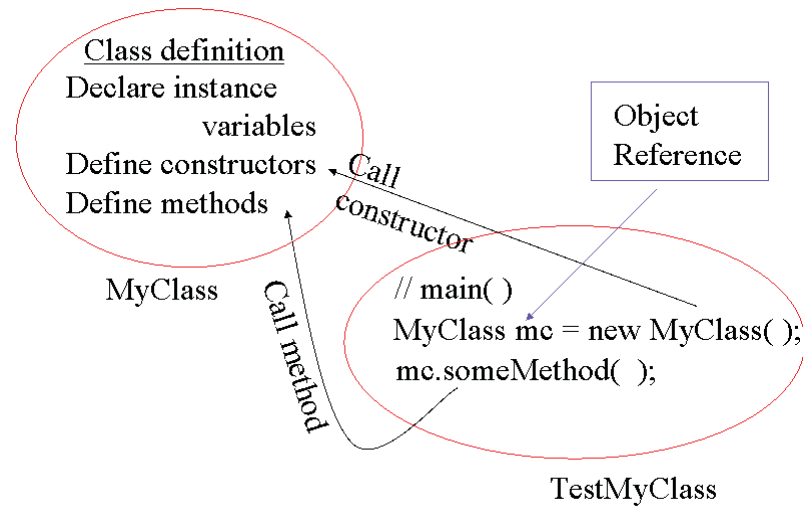 Class definition
Declare instance
variables
Define constructors
Define methods
MyClass
Call
constructor
Call method
Object
Reference
// main( )
MyClass mc = new MyClass( );
mc.someMethod(  );
TestMyClass